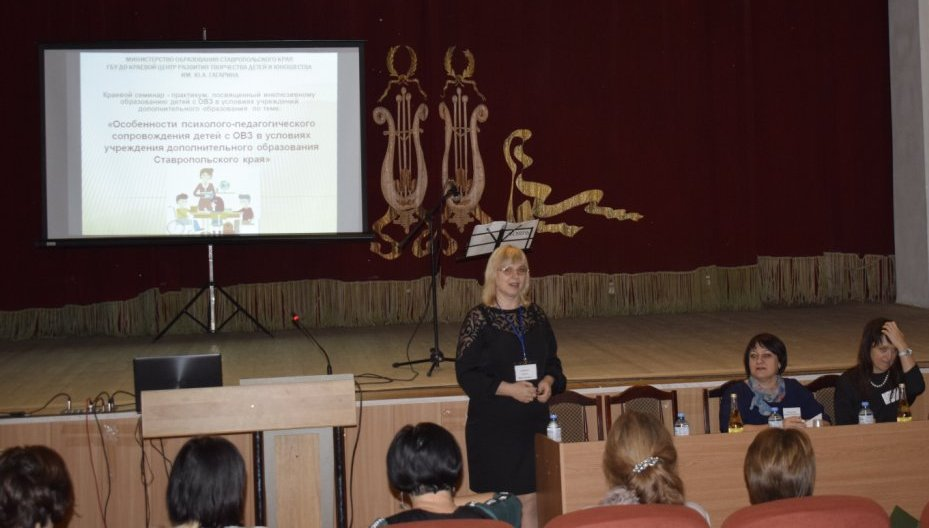 МИНИСТЕРСТВО ОБРАЗОВАНИЯ СТАВРОПОЛЬСКОГО КРАЯ
ГБУ ДО КРАЕВОЙ ЦЕНТР РАЗВИТИЯ ТВОРЧЕСТВА ДЕТЕЙ И ЮНОШЕСТВА
ИМ. Ю.А. ГАГАРИНА
Краевой семинар - практикум, посвященный инклюзивному
образованию детей с ОВЗ в условиях учреждений
дополнительного образования по теме:
«Особенности психолого-педагогического
сопровождения детей с ОВЗ в условиях
учреждения дополнительного образования
Ставропольского края»